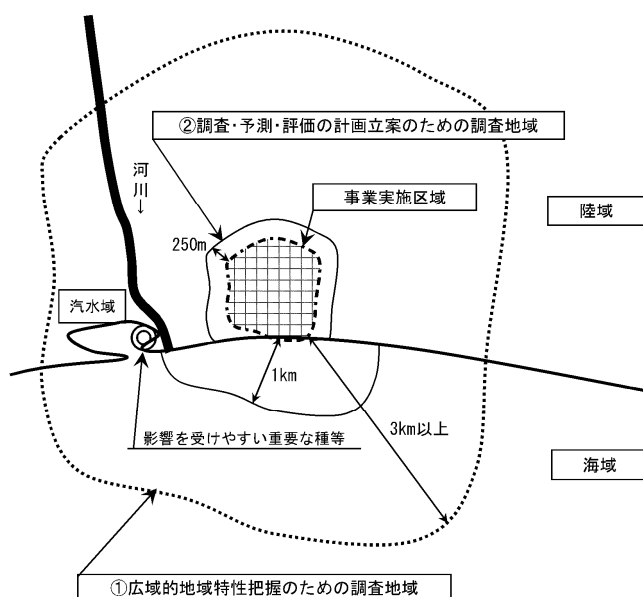 ②調査・予測・評価の計画立案のための調査地域
河川→
事業実施区域
陸域
250m
汽水域
1km
3km以上
影響を受けやすい重要な種等
海域
①広域的地域特性把握のための調査地域